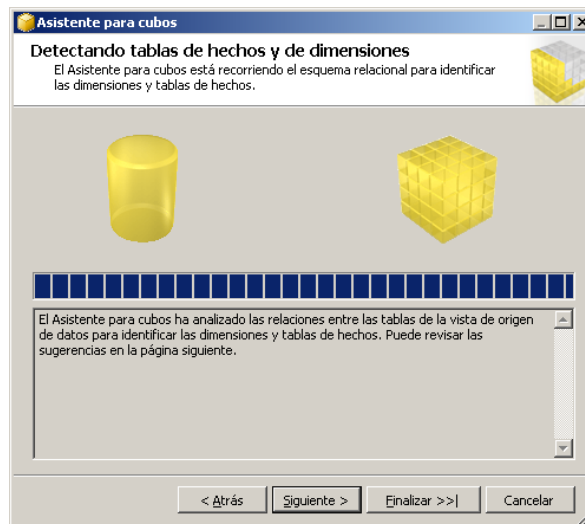 Asistente para cubos
Detectando tablas de hechos y de dimensiones
El Asistente para cubos está recorriendo el esquema relacional para identificar
las dimensiones y tablas de hechos.
El Asistente para cubos ha analizado las relaciones entre las tablas de la vista de origen
de datos para identificar las dimensiones y tablas de hechos. Puede revisar las
sugerencias en la página siguiente.
< Atrás
Siguiente >
Finalizar >>|
Cancelar